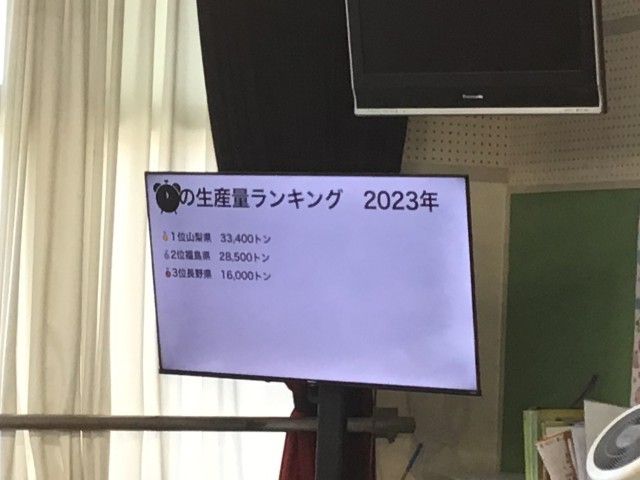 Panasonic
⏰の生産量ランキング 2023年
🥇1位山梨県 33,400トン
🥈2位福島県 28,500トン
🥉3位長野県 16,000トン